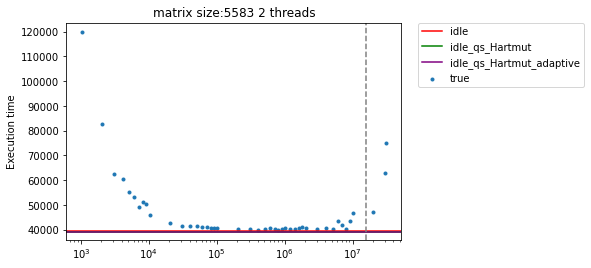 matrix size:5583 2 threads
Execution time
120000
110000
100000
90000
80000
70000
60000
50000
40000
10³
10⁴
10⁵
10⁶
10⁷
idle
idle_qs_Hartmut
idle_qs_Hartmut_adaptive
true